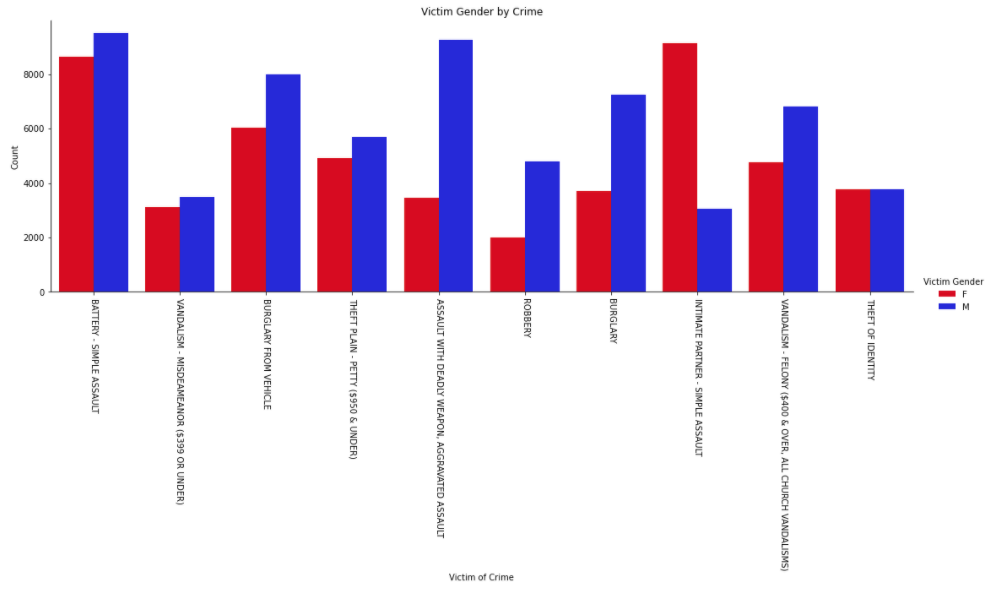 Victim Gender by Crime
Count
8000
6000
4000
2000
0
BATTERY - SIMPLE ASSAULT
VANDALISM - MISDEAMEANOR ($399 OR UNDER)
BURGLARY FROM VEHICLE
THEFT PLAIN - PETTY ($950 & UNDER)
ASSAULT WITH DEADLY WEAPON, AGGRAVATED ASSAULT
ROBBERY
BURGLARY
INTIMATE PARTNER - SIMPLE ASSAULT
VANDALISM - FELONY ($400 & OVER, ALL CHURCH VANDALISMS)
THEFT OF IDENTITY
Victim of Crime
Victim Gender
F
M